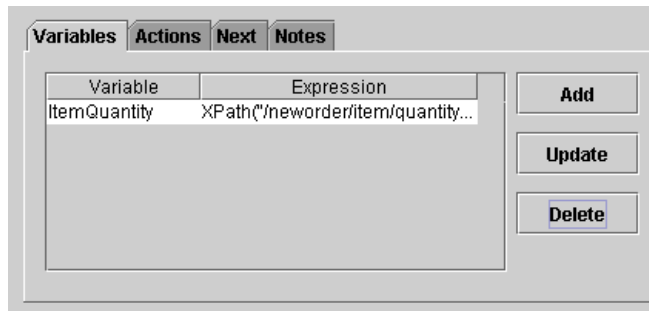 Variables Actions Next Notes
Variable Expression
ItemQuantity XPath("/neworder/item/quantity...
Add
Update
Delete